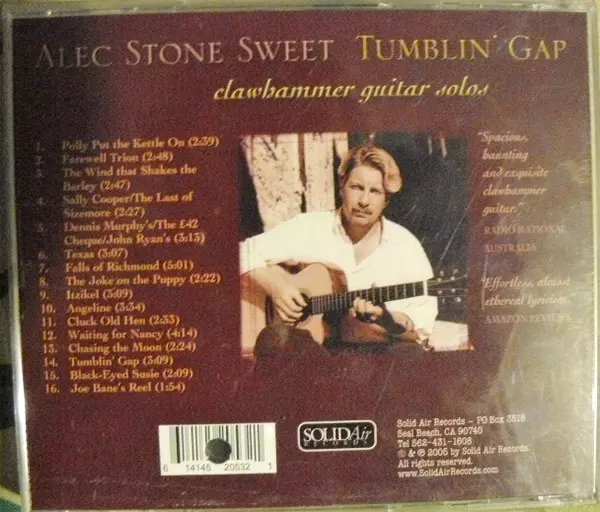 ALEC STONE SWEET TUMBLIN' GAP
clawhammer guitar solos
1. Polly Put the Kettle On (2:39)
2. Farewell Trion (2:48)
3. The Wind that Shakes the
Barley (2:47)
4. Sally Cooper/The Last of
Sizemore (2:27)
5. Dennis Murphy's/The £42
Cheque/John Ryan's (3:13)
6. Texas (3:07)
7. Falls of Richmond (5:01)
8. The Joke on the Puppy (2:22)
9. Itzikel (3:09)
10. Angeline (3:34)
11. Cluck Old Hen (2:33)
12. Waiting for Nancy (4:14)
13. Chasing the Moon (2:24)
14. Tumblin' Gap (3:09)
15. Black-Eyed Susie (2:09)
16. Joe Bane's Reel (1:54)
"Spacious,
haunting
and exquisite
clawhammer
guitar."
RADIO NATIONAL
AUSTRALIA
"Effortless, almost
ethereal lyricism."
AMAZON REVIEWS
6 14145 20532 1
SOLID Air
RECORDS
Solid Air Records – PO Box 3818
Seal Beach, CA 90740
Tel 562-431-1608
© & ℗ 2005 by Solid Air Records
All rights reserved.
www.SolidAirRecords.com